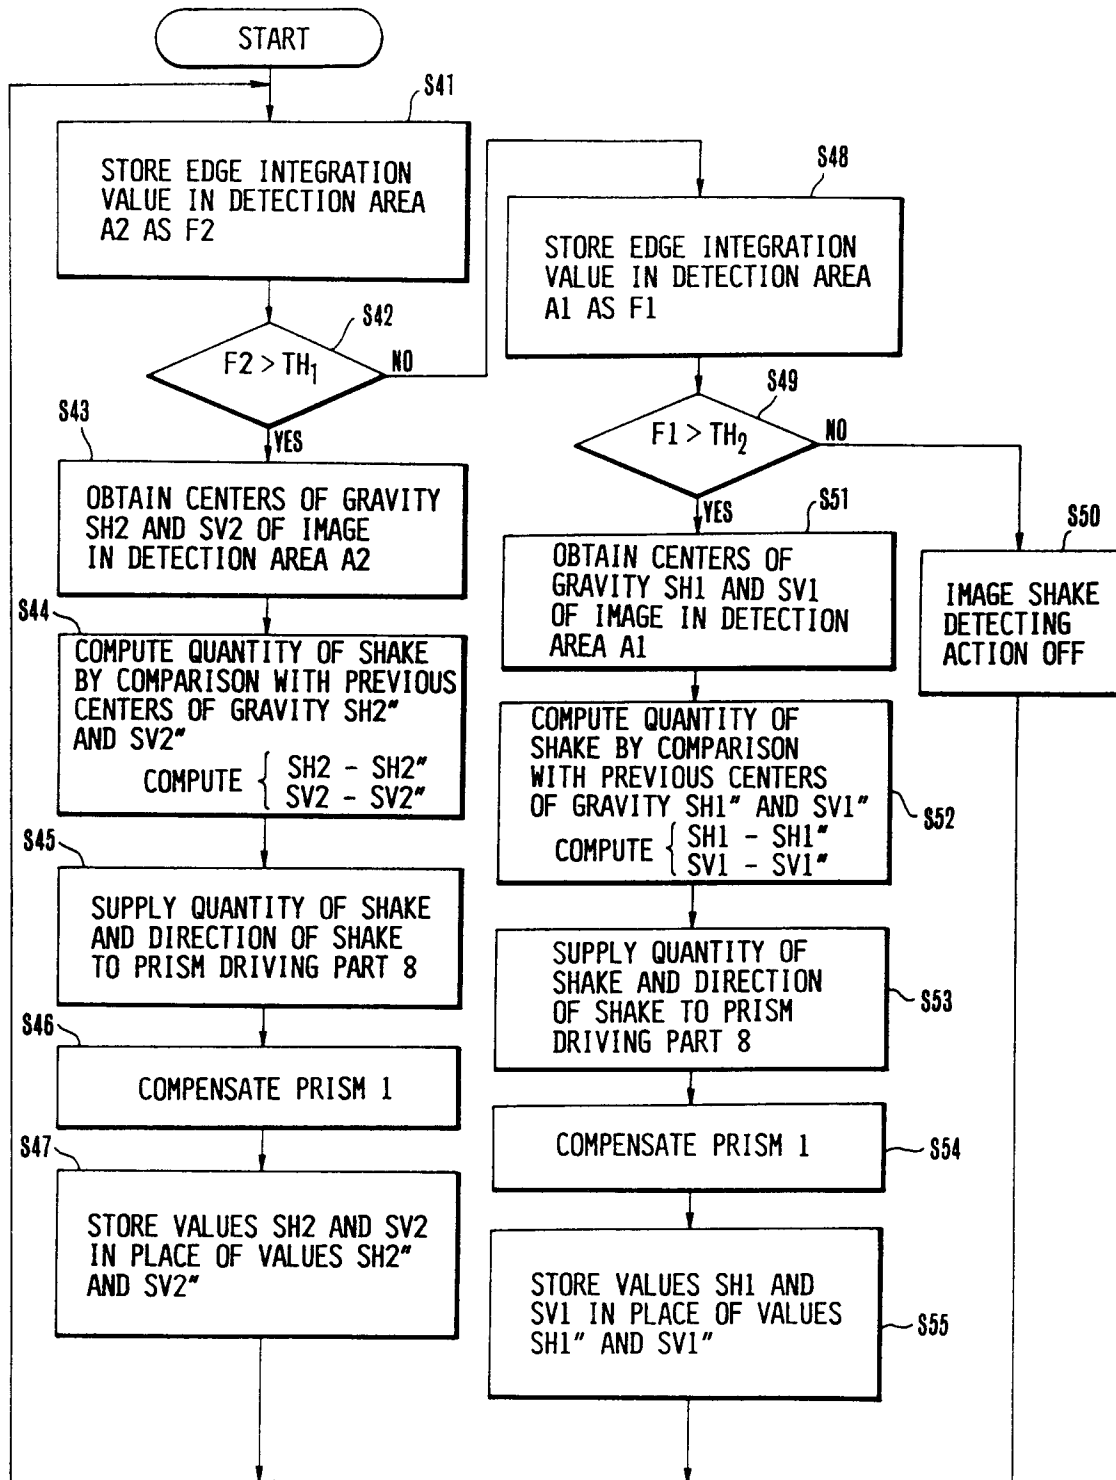 START
S41
STORE EDGE INTEGRATION
VALUE IN DETECTION AREA
A2 AS F2
S42
F2 > TH1
NO
YES
S43
OBTAIN CENTERS OF GRAVITY
SH2 AND SV2 OF IMAGE
IN DETECTION AREA A2
S44
COMPUTE QUANTITY OF SHAKE
BY COMPARISON WITH PREVIOUS
CENTERS OF GRAVITY SH2″
AND SV2″
COMPUTE { SH2 - SH2″
SV2 - SV2″
S45
SUPPLY QUANTITY OF SHAKE
AND DIRECTION OF SHAKE
TO PRISM DRIVING PART 8
S46
COMPENSATE PRISM 1
S47
STORE VALUES SH2 AND SV2
IN PLACE OF VALUES SH2″
AND SV2″
S48
STORE EDGE INTEGRATION
VALUE IN DETECTION AREA
A1 AS F1
S49
F1 > TH2
NO
YES
S50
IMAGE SHAKE
DETECTING
ACTION OFF
S51
OBTAIN CENTERS OF
GRAVITY SH1 AND SV1
OF IMAGE IN DETECTION
AREA A1
COMPUTE QUANTITY OF
SHAKE BY COMPARISON
WITH PREVIOUS CENTERS
OF GRAVITY SH1″ AND SV1″
COMPUTE { SH1 - SH1″
SV1 - SV1″
S52
SUPPLY QUANTITY OF
SHAKE AND DIRECTION
OF SHAKE TO PRISM
DRIVING PART 8
S53
COMPENSATE PRISM 1
S54
STORE VALUES SH1 AND
SV1 IN PLACE OF VALUES
SH1″ AND SV1″
S55